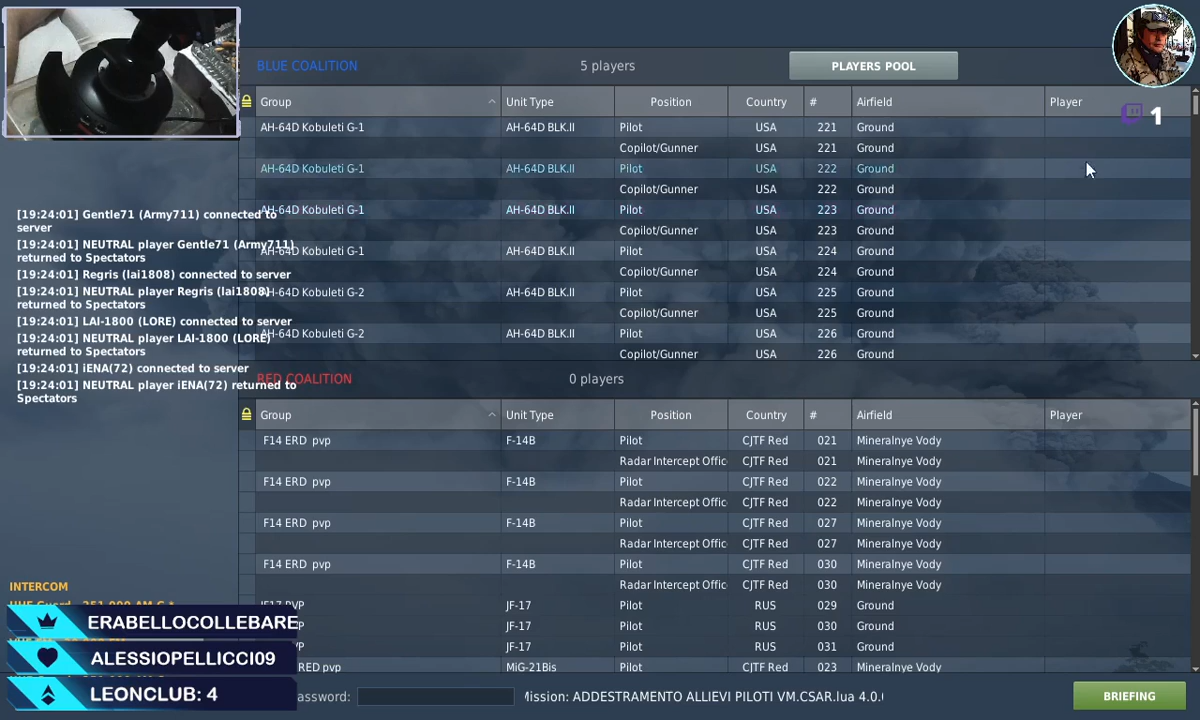 BLUE COALITION 5 players PLAYERS POOL
Group Unit Type Position Country # Airfield Player
1
AH-64D Kobuleti G-1 AH-64D BLK.II Pilot USA 221 Ground
Copilot/Gunner USA 221 Ground
AH-64D Kobuleti G-1 AH-64D BLK.II Pilot USA 222 Ground
Copilot/Gunner USA 222 Ground
AH-64D Kobuleti G-1 AH-64D BLK.II Pilot USA 223 Ground
Copilot/Gunner USA 223 Ground
AH-64D Kobuleti G-1 AH-64D BLK.II Pilot USA 224 Ground
Copilot/Gunner USA 224 Ground
AH-64D Kobuleti G-2 AH-64D BLK.II Pilot USA 225 Ground
Copilot/Gunner USA 225 Ground
AH-64D Kobuleti G-2 AH-64D BLK.II Pilot USA 226 Ground
Copilot/Gunner USA 226 Ground
[19:24:01] Gentle71 (Army711) connected to
server
[19:24:01] NEUTRAL player Gentle71 (Army711)
returned to Spectators
[19:24:01] Regris (lai1808) connected to server
[19:24:01] NEUTRAL player Regris (lai1808)
returned to Spectators
[19:24:01] LAI-1800 (LORE) connected to server
[19:24:01] NEUTRAL player LAI-1800 (LORE)
returned to Spectators
[19:24:01] iENA(72) connected to server
[19:24:01] NEUTRAL player iENA(72) returned to
Spectators
RED COALITION 0 players
Group Unit Type Position Country # Airfield Player
F14 ERD pvp F-14B Pilot CJTF Red 021 Mineralnye Vody
Radar Intercept Offic CJTF Red 021 Mineralnye Vody
F14 ERD pvp F-14B Pilot CJTF Red 022 Mineralnye Vody
Radar Intercept Offic CJTF Red 022 Mineralnye Vody
F14 ERD pvp F-14B Pilot CJTF Red 027 Mineralnye Vody
Radar Intercept Offic CJTF Red 027 Mineralnye Vody
F14 ERD pvp F-14B Pilot CJTF Red 030 Mineralnye Vody
Radar Intercept Offic CJTF Red 030 Mineralnye Vody
JF-17 Pilot RUS 029 Ground
JF-17 Pilot RUS 030 Ground
JF-17 Pilot RUS 031 Ground
RED pvp MiG-21Bis Pilot CJTF Red 023 Mineralnye Vody
INTERCOM
ERABELLOCOLLEBARE
ALESSIOPELLICCI09
LEONCLUB: 4
assword: Mission: ADDESTRAMENTO ALLIEVI PILOTI VM.CSAR.lua 4.0. BRIEFING